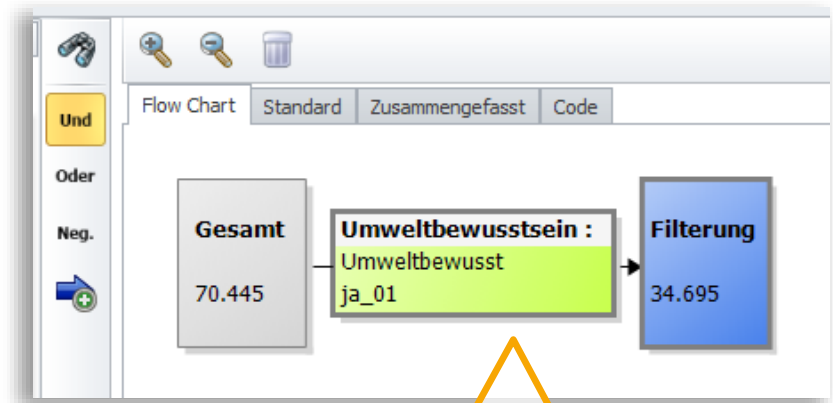 Und
Oder
Neg.
Flow Chart Standard Zusammengefasst Code
Gesamt
70.445
Umweltbewusstsein :
Umweltbewusst
ja_01
Filterung
34.695